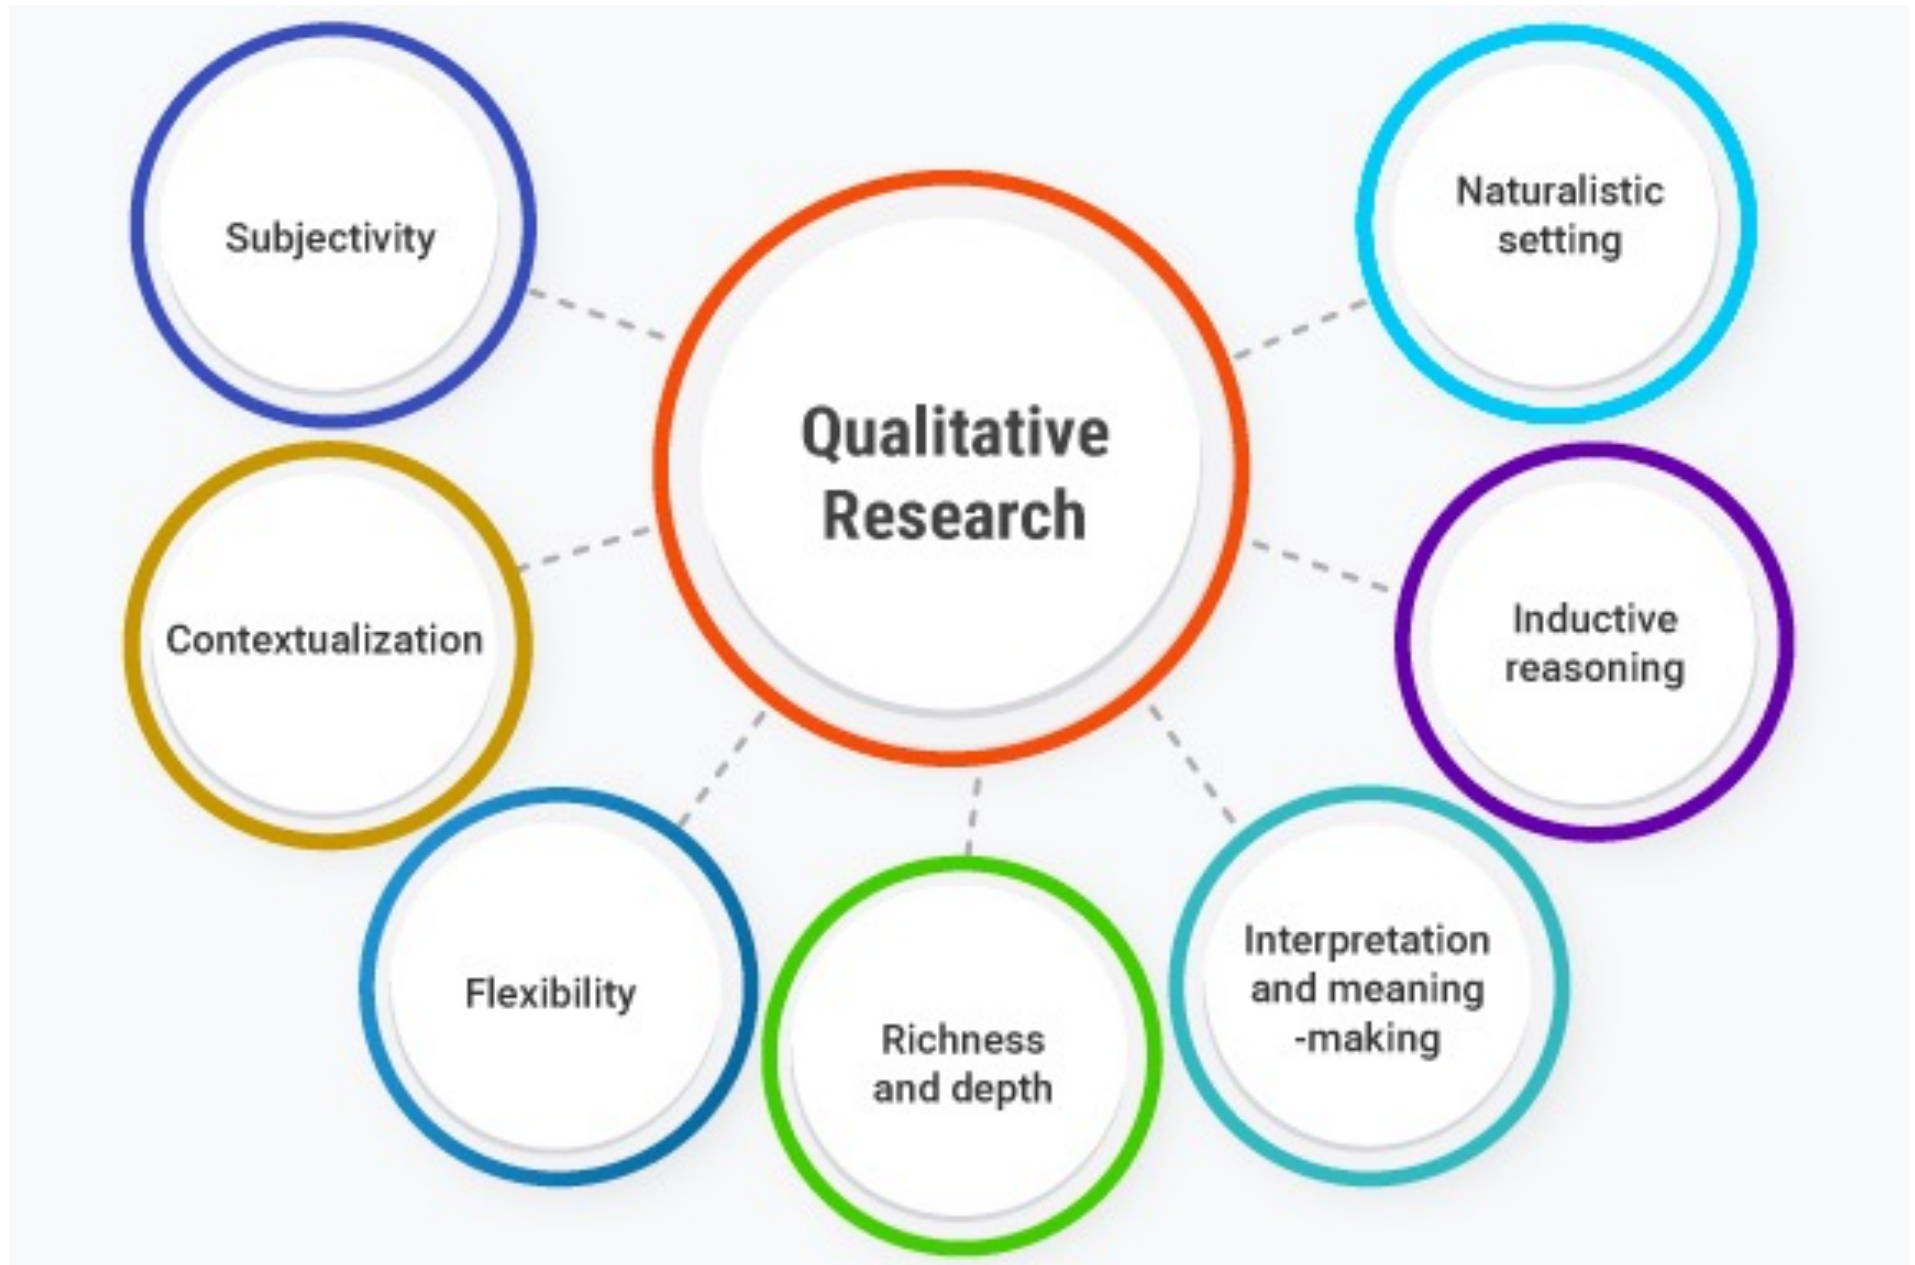 Subjectivity
Naturalistic
setting
Qualitative
Research
Contextualization
Inductive
reasoning
Flexibility
Richness
and depth
Interpretation
and meaning
-making